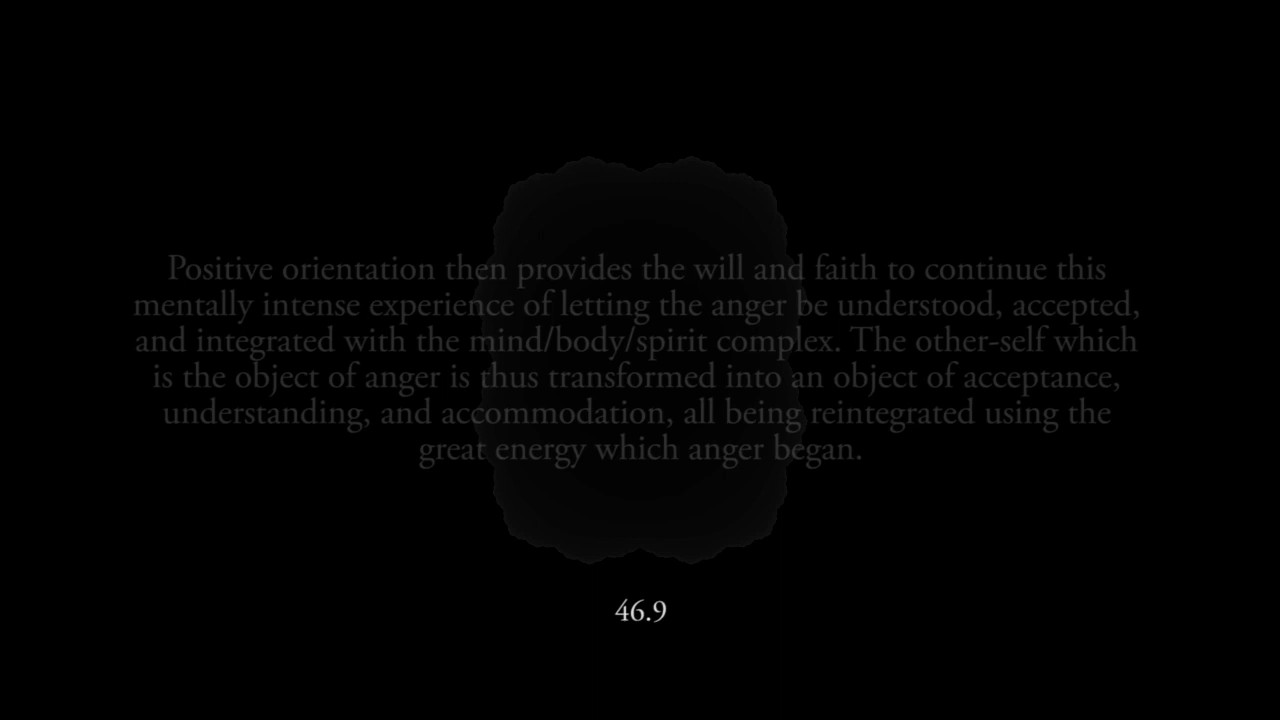 Positive orientation then provides the will and faith to continue this
mentally intense experience of letting the anger be understood, accepted,
and integrated with the mind/body/spirit complex. The other-self which
is the object of anger is thus transformed into an object of acceptance,
understanding, and accommodation, all being reintegrated using the
great energy which anger began.
46.9